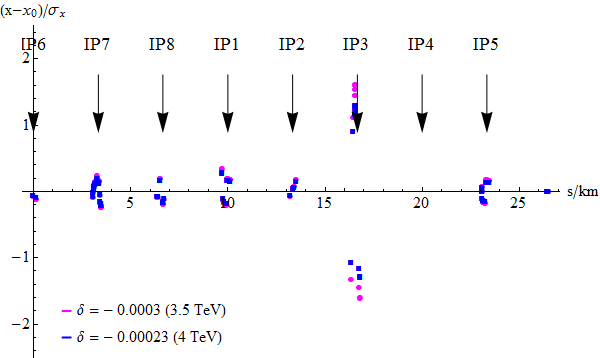 (x−x₀)/σₓ
IP6 IP7 IP8 IP1 IP2 IP3 IP4 IP5
2
1
5 10 15 20 25 s/km
−1
δ = − 0.0003 (3.5 TeV)
−2
δ = − 0.00023 (4 TeV)